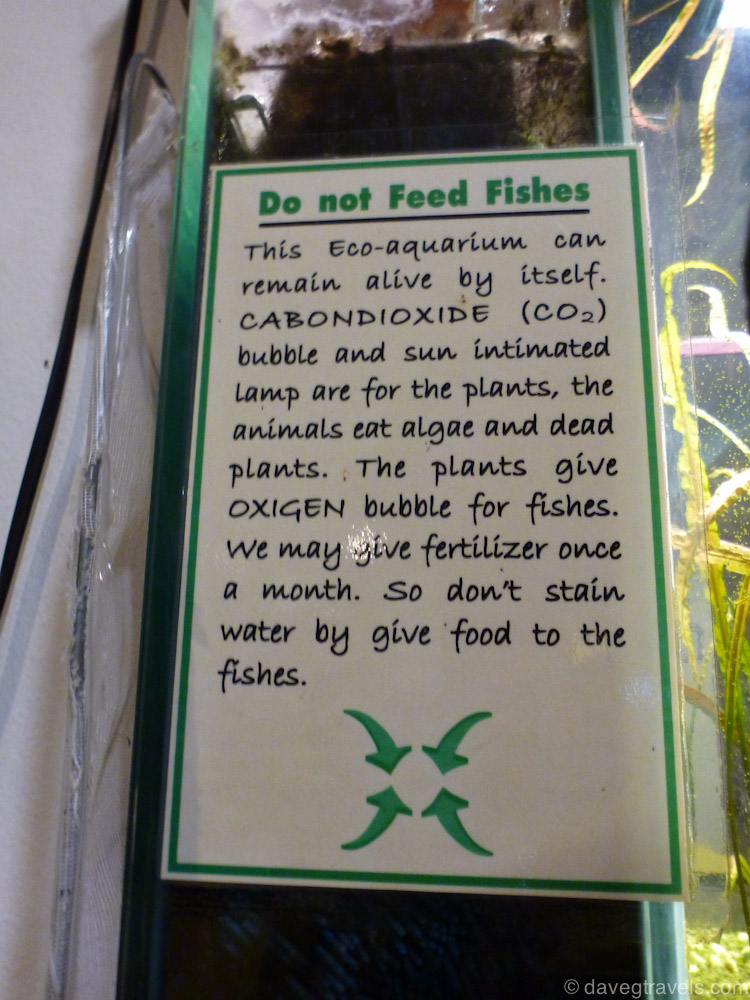 Do not Feed Fishes
This Eco-aquarium can
remain alive by itself.
CABONDIOXIDE (CO₂)
bubble and sun intimated
lamp are for the plants, the
animals eat algae and dead
plants. The plants give
OXIGEN bubble for fishes.
We may give fertilizer once
a month. So don't stain
water by give food to the
fishes.
© davegtravels.com